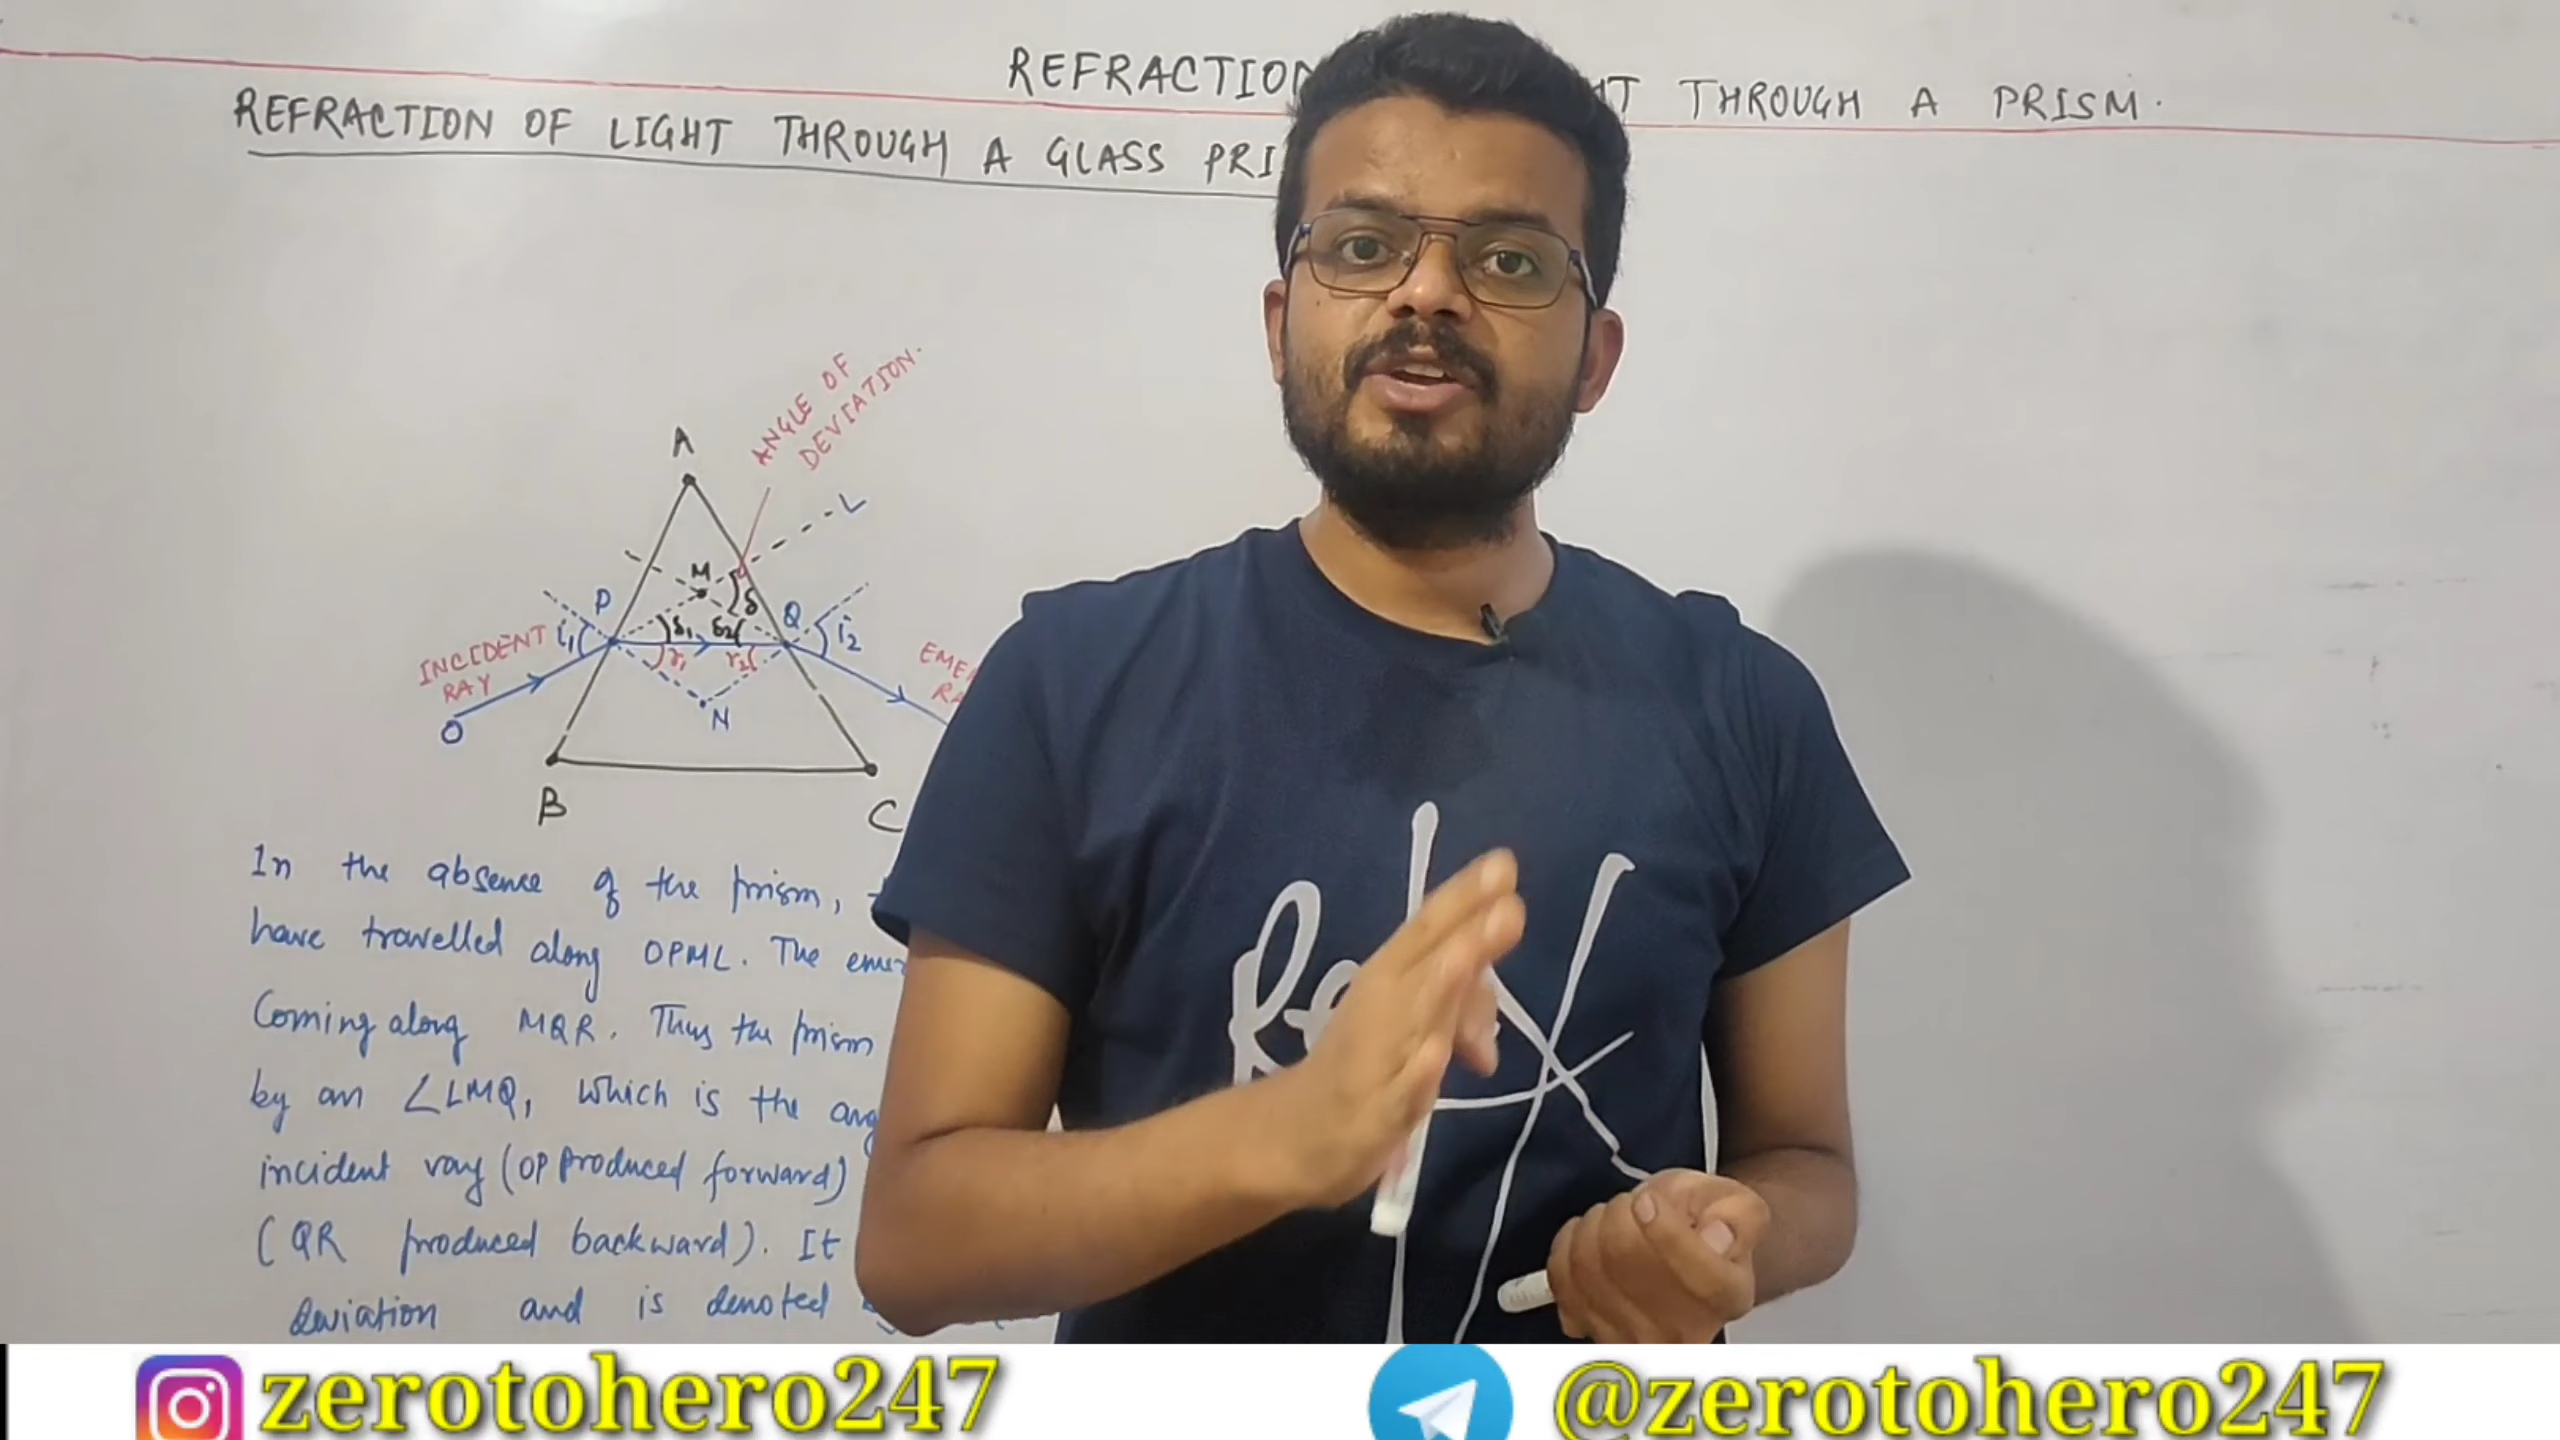 REFRACTION THROUGH A PRISM.
REFRACTION OF LIGHT THROUGH A GLASS
ANGLE OF
DEVIATION.
A
L
M
δ
P
Q
i₁
δ₁
δ₂
i₂
r₁
r₂
INCIDENT
RAY
O
N
B
C
In the absence of the prism,
have travelled along OPML. The
Coming along MQR. Thus the prism
by an ∠LMQ, which is the
incident ray (OP produced forward)
(QR produced backward). It
deviation and is denoted
zerotohero247
@zerotohero247